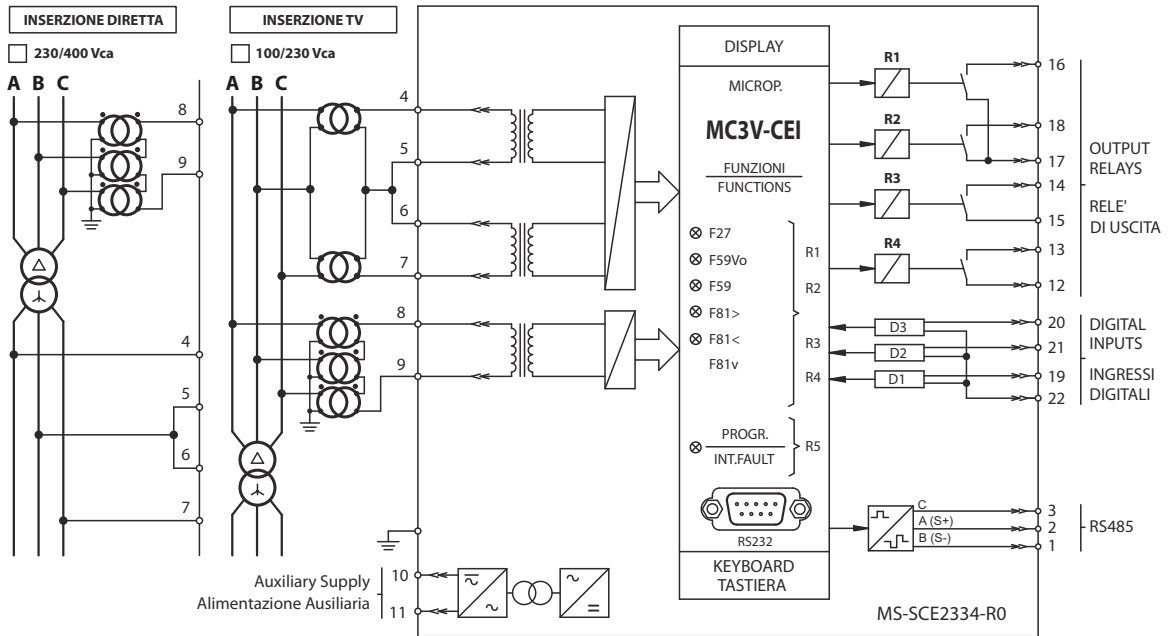 INSERZIONE DIRETTA
230/400 Vca
A B C
8
9
4
5
6
7
INSERZIONE TV
100/230 Vca
A B C
4
5
6
7
8
9
Auxiliary Supply
Alimentazione Ausiliaria
10
11
DISPLAY
MICROP.
MC3V-CEI
FUNZIONI
FUNCTIONS
F27
F59Vo
F59
F81>
F81<
F81v
R1
R2
R3
R4
PROGR.
INT.FAULT
R5
RS232
KEYBOARD
TASTIERA
R1
R2
R3
R4
D3
D2
D1
C
A (S+)
B (S-)
16
18
17
14
15
13
12
OUTPUT
RELAYS
RELE'
DI USCITA
20
21
19
22
DIGITAL
INPUTS
INGRESSI
DIGITALI
3
2
1
RS485
MS-SCE2334-R0